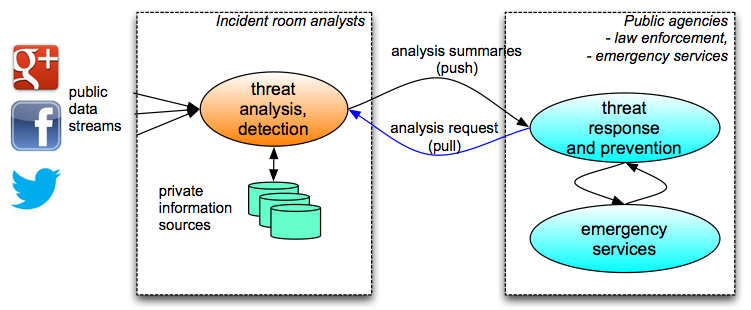 Incident room analysts
Public agencies
- law enforcement,
- emergency services
g+
f
public
data
streams
threat
analysis,
detection
analysis summaries
(push)
analysis request
(pull)
threat
response
and prevention
private
information
sources
emergency
services